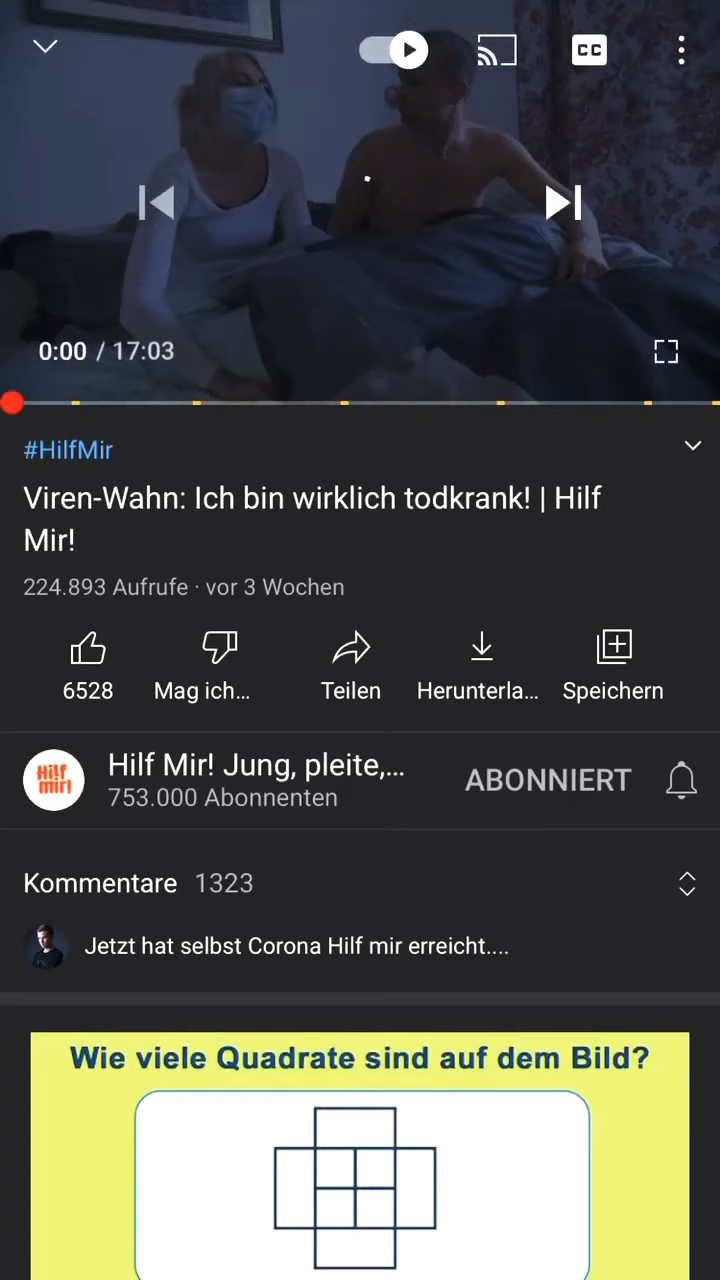 CC
0:00 / 17:03
#HilfMir
Viren-Wahn: Ich bin wirklich todkrank! | Hilf
Mir!
224.893 Aufrufe · vor 3 Wochen
6528
Mag ich...
Teilen
Herunterla...
Speichern
Hilf
mir!
Hilf Mir! Jung, pleite,...
ABONNIERT
753.000 Abonnenten
Kommentare 1323
Jetzt hat selbst Corona Hilf mir erreicht....
Wie viele Quadrate sind auf dem Bild?